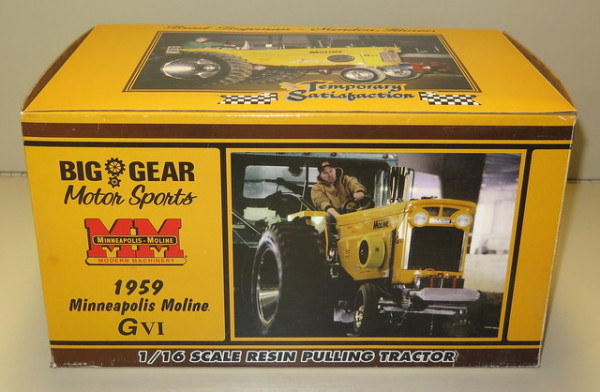 Temporary
Satisfaction
BIG GEAR
Motor Sports
MM
MINNEAPOLIS-MOLINE
MODERN MACHINERY
1959
Minneapolis Moline
GVI
MOLINE
1/16 SCALE RESIN PULLING TRACTOR